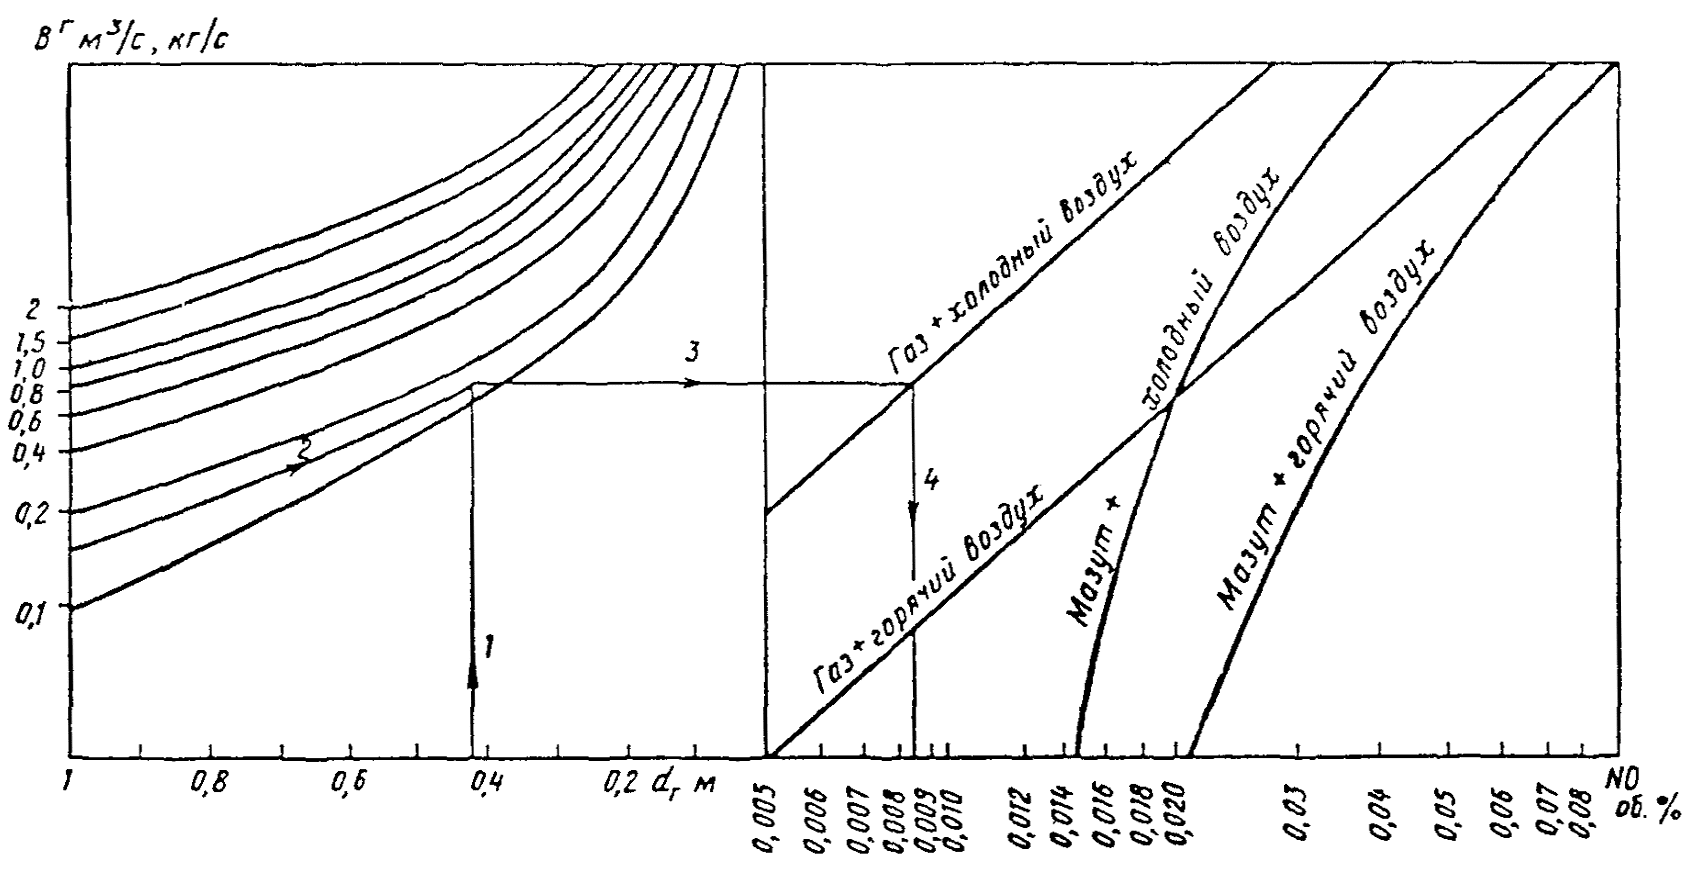 Вᴳ м³/с, кг/с
2
1,5
1,0
0,8
0,6
0,4
0,2
0,1
1
2
3
4
Газ + холодный воздух
Мазут + холодный воздух
Газ + горячий воздух
Мазут + горячий воздух
1 0,8 0,6 0,4 0,2 dг м
0,005 0,006 0,007 0,008 0,009 0,010 0,012 0,014 0,016 0,018 0,020 0,03 0,04 0,05 0,06 0,07 0,08
NO
об. %